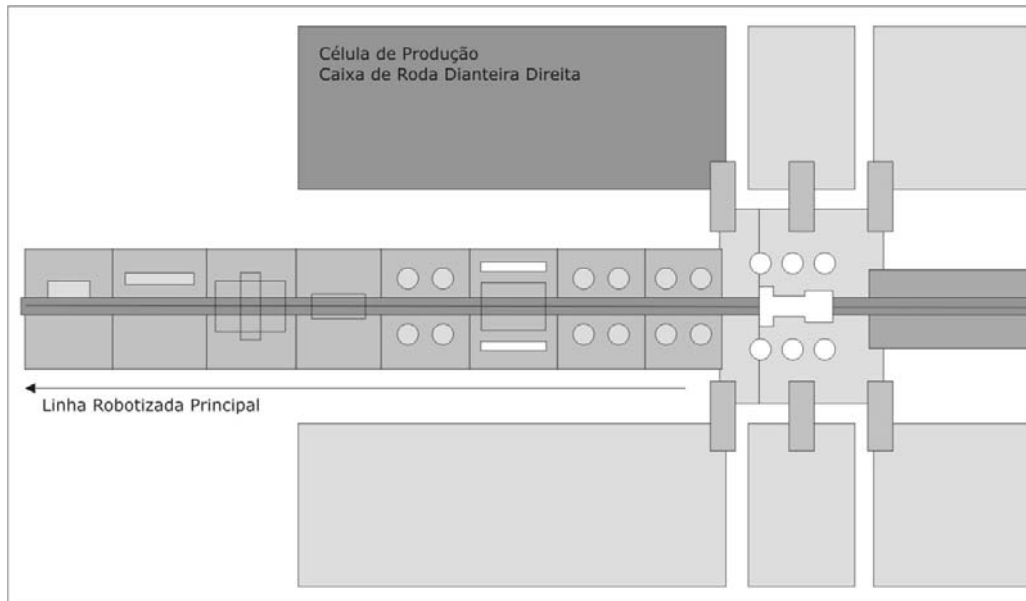 Célula de Produção
Caixa de Roda Dianteira Direita
Linha Robotizada Principal